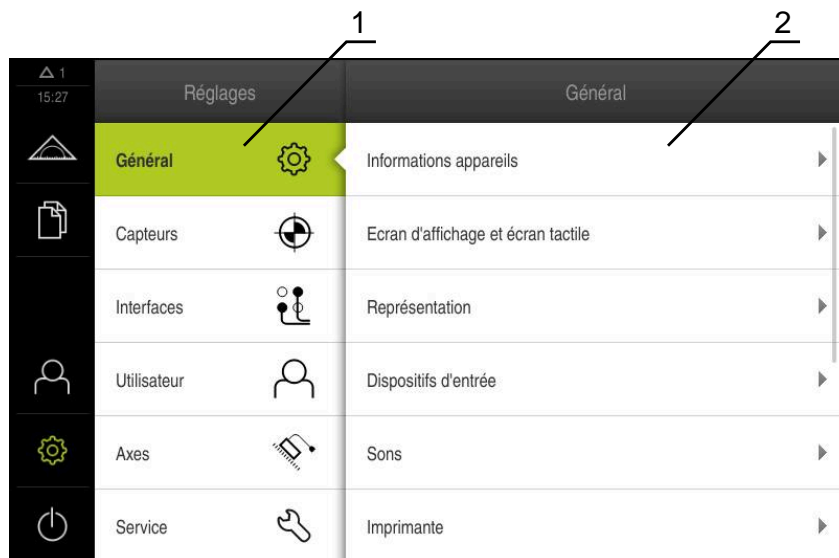 1
2
1
15:27
Réglages
Général
Général
Capteurs
Interfaces
Utilisateur
Axes
Service
Informations appareils
Ecran d'affichage et écran tactile
Représentation
Dispositifs d'entrée
Sons
Imprimante